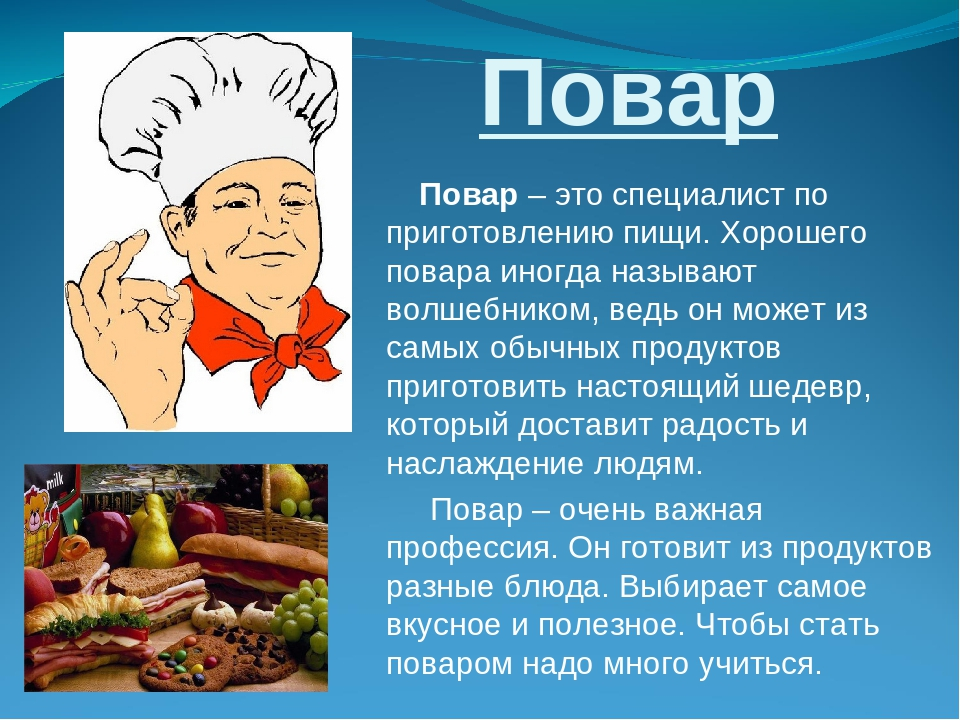 Повар
Повар – это специалист по
приготовлению пищи. Хорошего
повара иногда называют
волшебником, ведь он может из
самых обычных продуктов
приготовить настоящий шедевр,
который доставит радость и
наслаждение людям.
Повар – очень важная
профессия. Он готовит из продуктов
разные блюда. Выбирает самое
вкусное и полезное. Чтобы стать
поваром надо много учиться.
milk